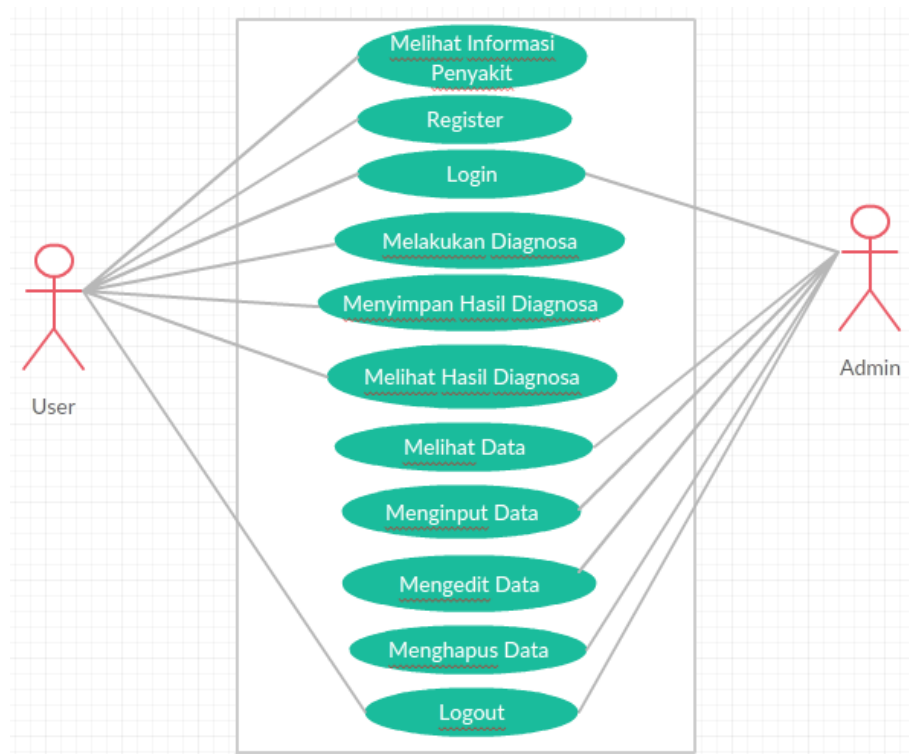 Melihat Informasi
Penyakit
Register
Login
Melakukan Diagnosa
Menyimpan Hasil Diagnosa
Melihat Hasil Diagnosa
Melihat Data
Menginput Data
Mengedit Data
Menghapus Data
Logout
User
Admin